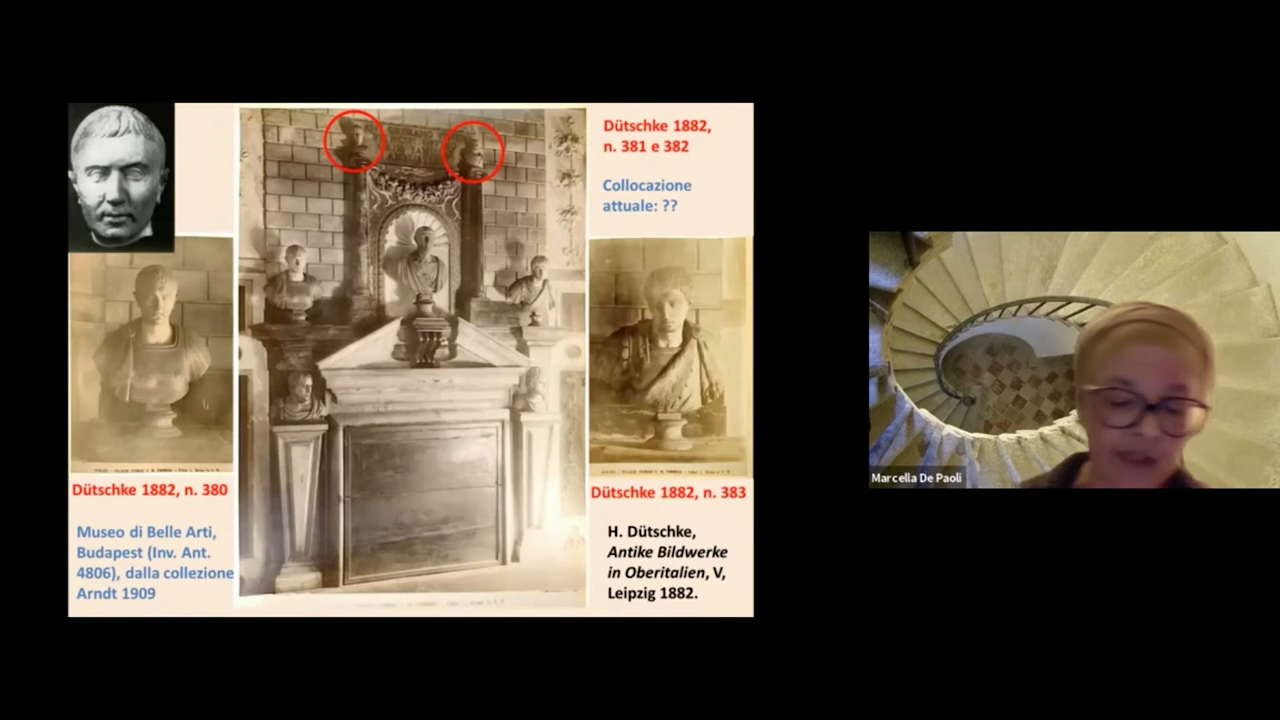 Dütschke 1882,
n. 381 e 382
Collocazione
attuale: ??
Dütschke 1882, n. 380
Museo di Belle Arti,
Budapest (Inv. Ant.
4806), dalla collezione
Arndt 1909
Dütschke 1882, n. 383
H. Dütschke,
Antike Bildwerke
in Oberitalien, V,
Leipzig 1882.
Marcella De Paoli